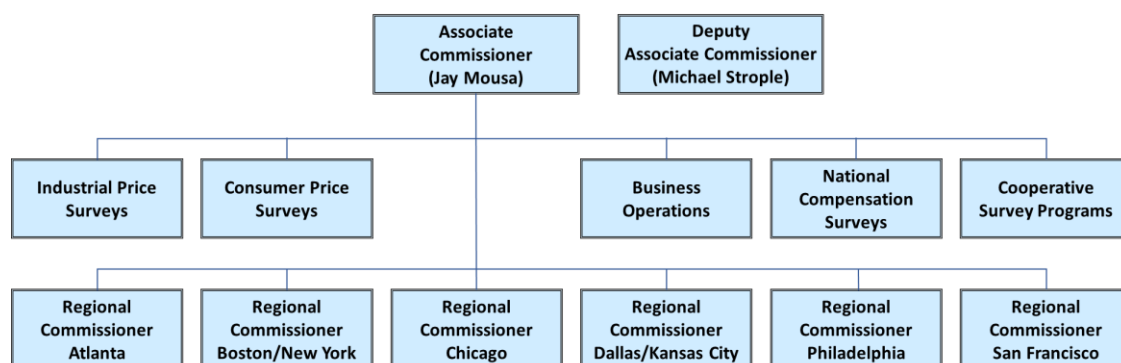 Associate
Commissioner
(Jay Mousa)
Deputy
Associate Commissioner
(Michael Strople)
Industrial Price
Surveys
Consumer Price
Surveys
Business
Operations
National
Compensation
Surveys
Cooperative
Survey Programs
Regional
Commissioner
Atlanta
Regional
Commissioner
Boston/New York
Regional
Commissioner
Chicago
Regional
Commissioner
Dallas/Kansas City
Regional
Commissioner
Philadelphia
Regional
Commissioner
San Francisco